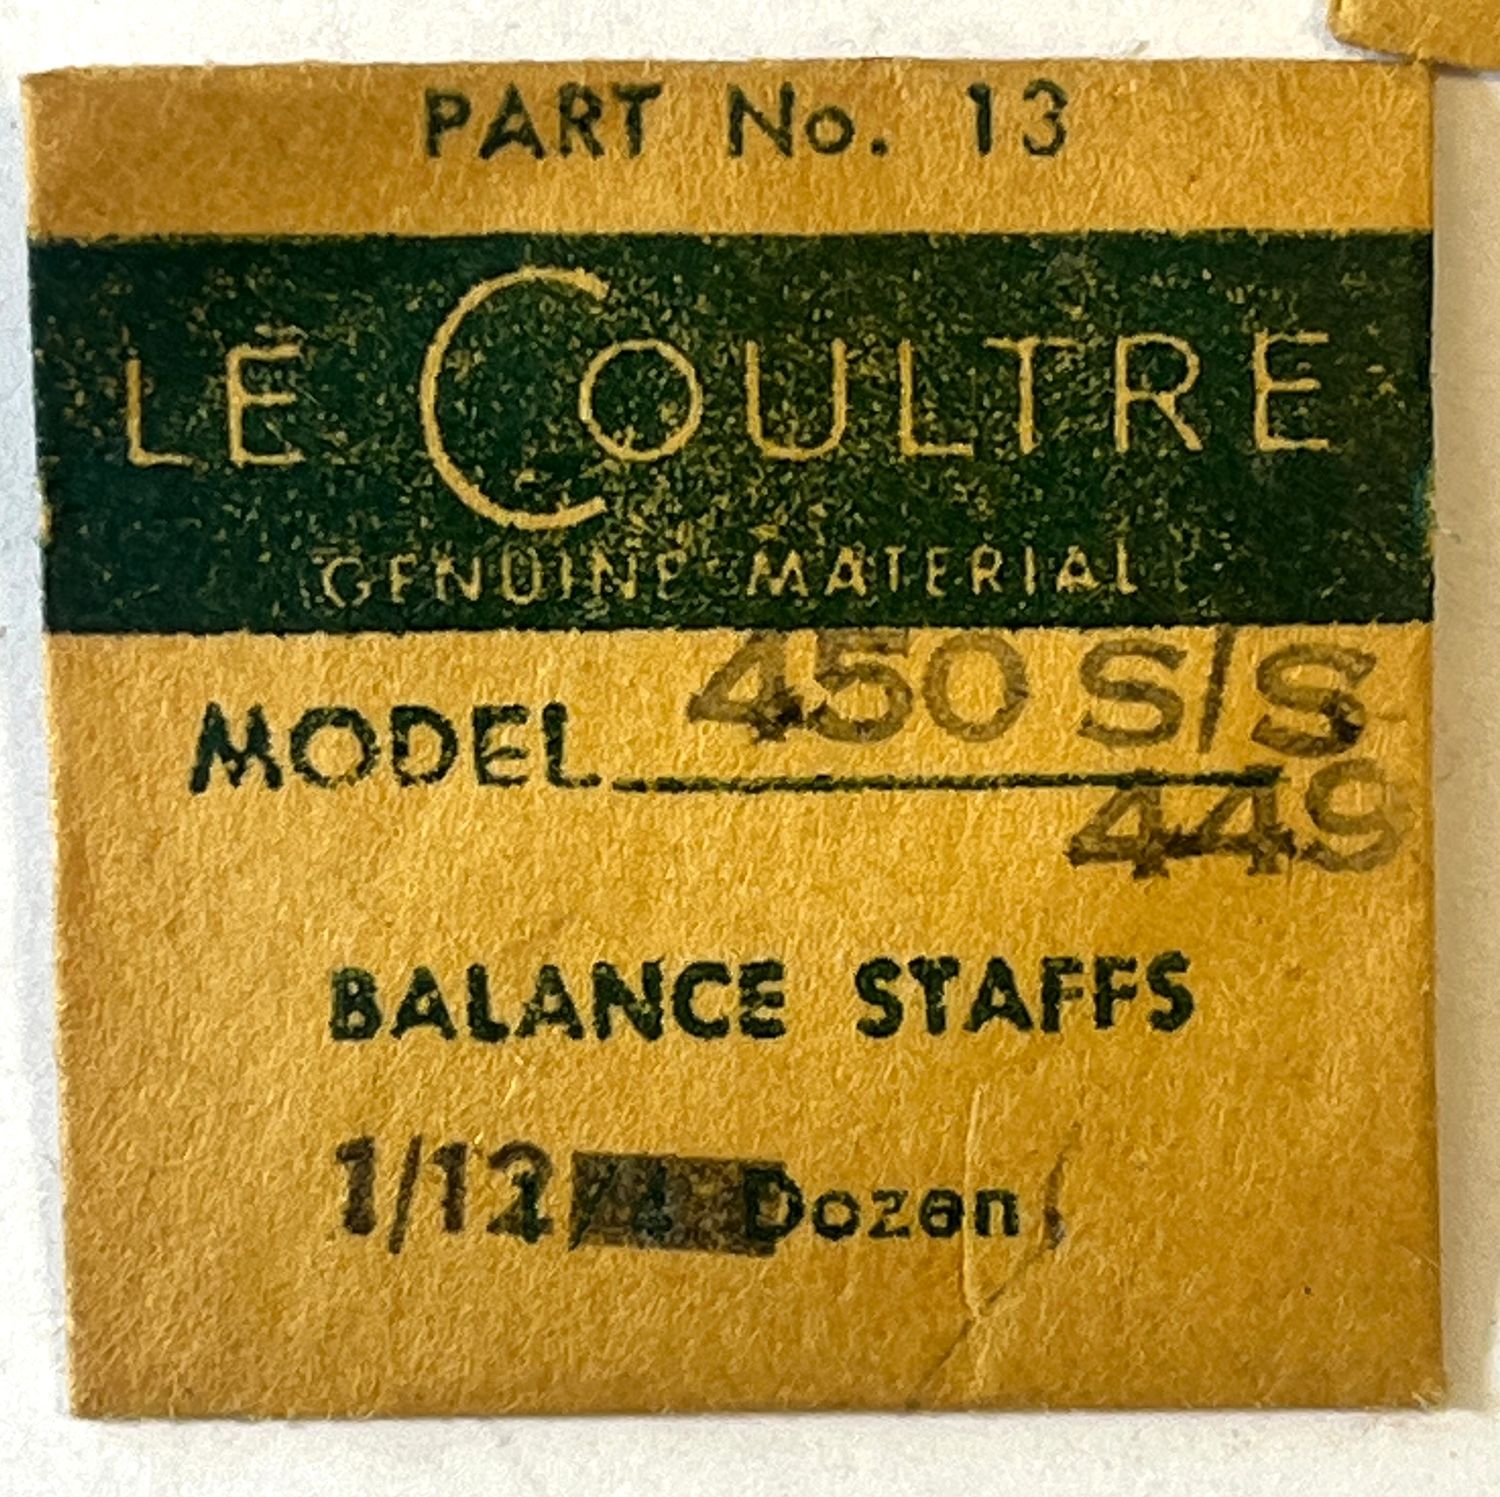 PART No. 13
LE COULTRE
GENUINE MATERIAL
MODEL 450 S/S
449
BALANCE STAFFS
1/12 Dozen